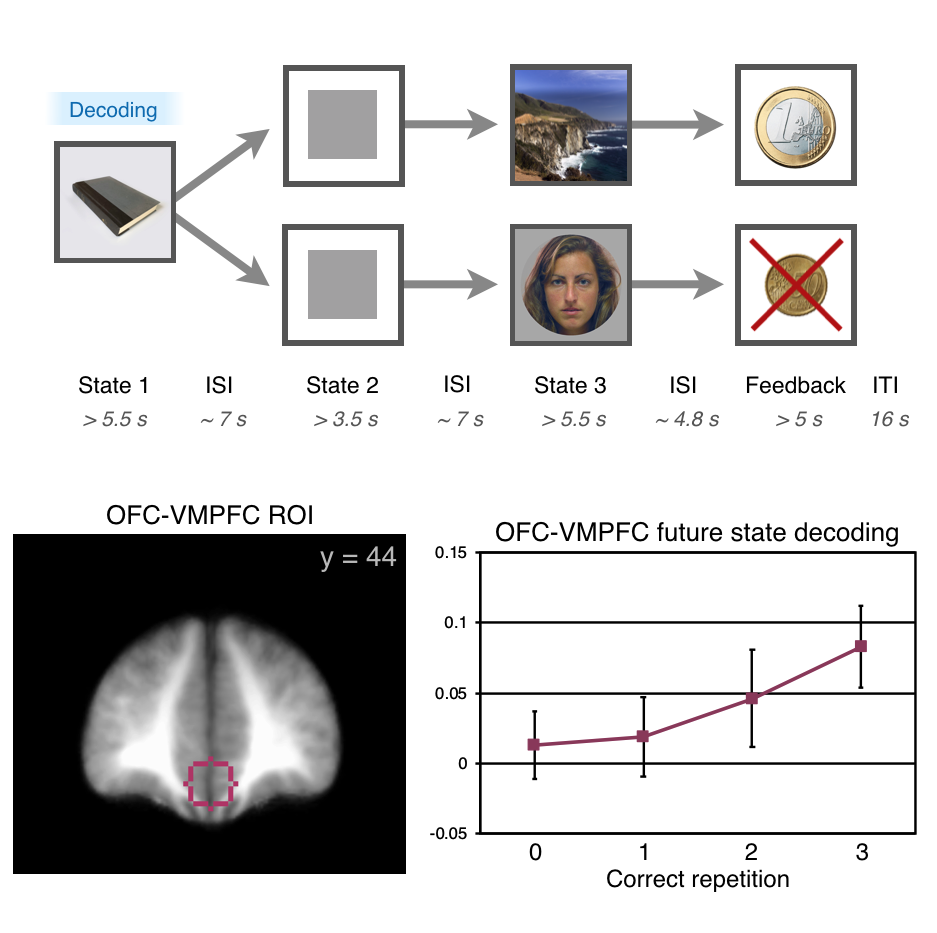 Decoding
State 1 ISI State 2 ISI State 3 ISI Feedback ITI
> 5.5 s ~ 7 s > 3.5 s ~ 7 s > 5.5 s ~ 4.8 s > 5 s 16 s
OFC-VMPFC ROI
y = 44
OFC-VMPFC future state decoding
0.15
0.1
0.05
0
-0.05
0 1 2 3
Correct repetition